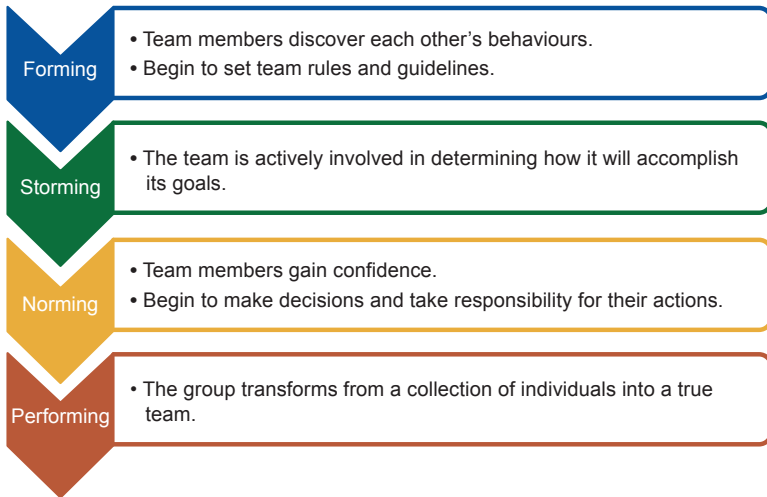 Forming
• Team members discover each other’s behaviours.
• Begin to set team rules and guidelines.
Storming
• The team is actively involved in determining how it will accomplish
its goals.
Norming
• Team members gain confidence.
• Begin to make decisions and take responsibility for their actions.
Performing
• The group transforms from a collection of individuals into a true
team.